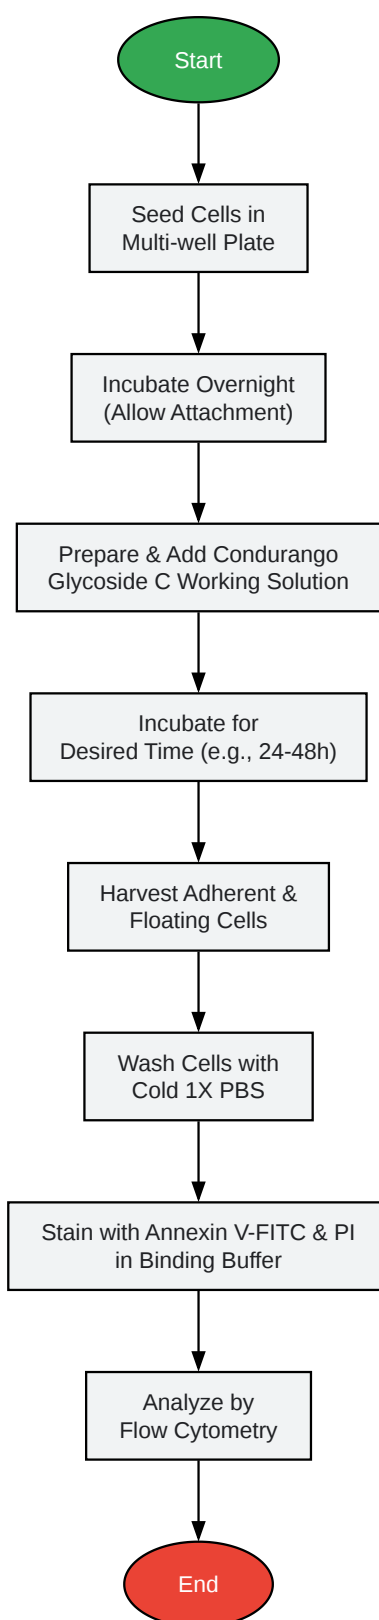 Start
Seed Cells in
Multi-well Plate
Incubate Overnight
(Allow Attachment)
Prepare & Add Condurango
Glycoside C Working Solution
Incubate for
Desired Time (e.g., 24-48h)
Harvest Adherent &
Floating Cells
Wash Cells with
Cold 1X PBS
Stain with Annexin V-FITC & PI
in Binding Buffer
Analyze by
Flow Cytometry
End